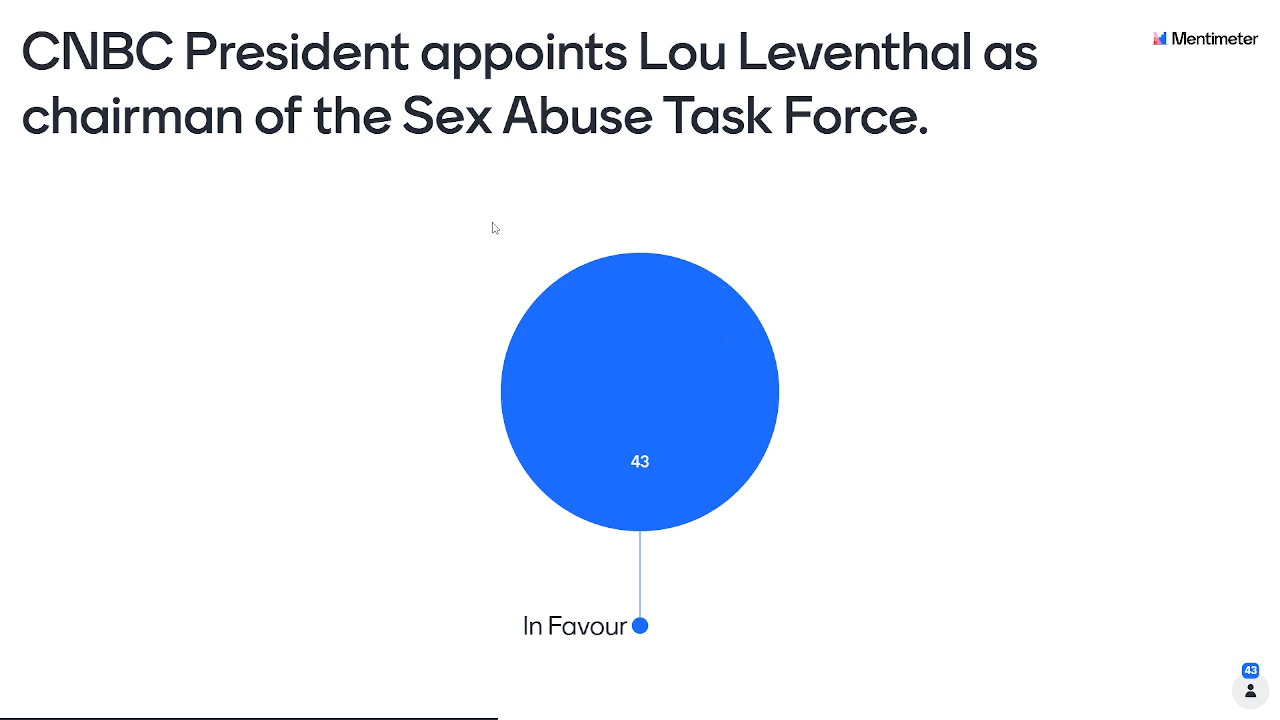 CNBC President appoints Lou Leventhal as
chairman of the Sex Abuse Task Force.
Mentimeter
43
In Favour
43